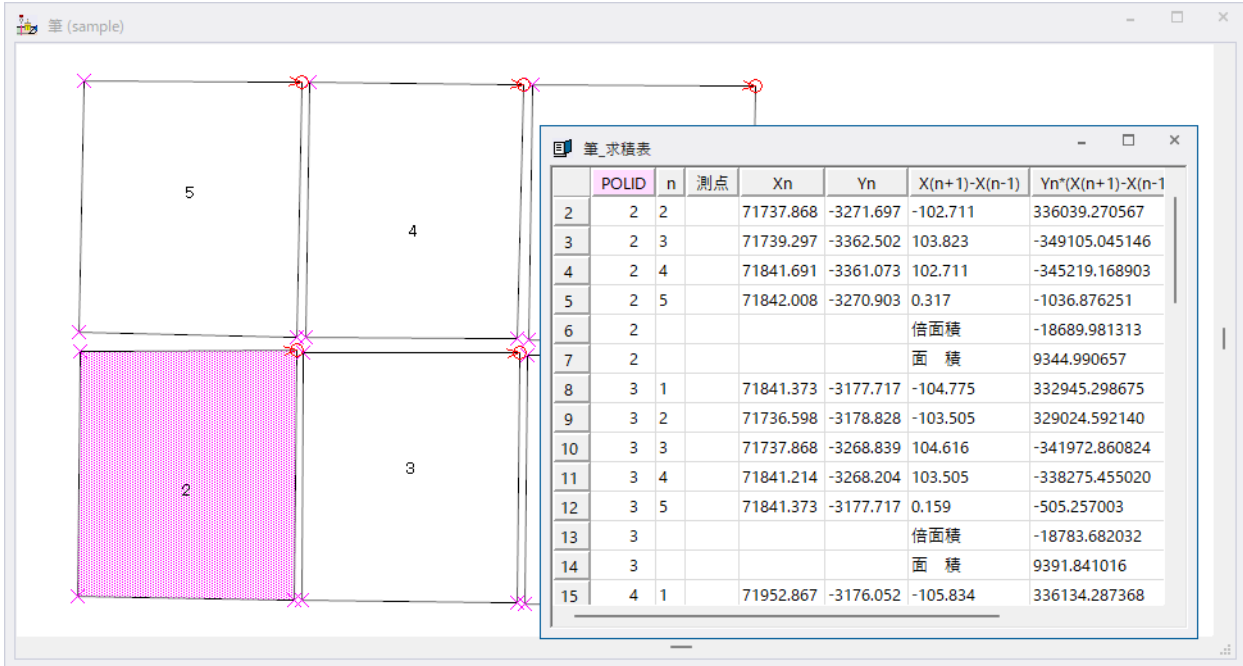 筆 (sample)
5
4
2
3
筆_求積表
POLID n 測点 Xn Yn X(n+1)-X(n-1) Yn*(X(n+1)-X(n-1
2 2 2 71737.868 -3271.697 -102.711 336039.270567
3 2 3 71739.297 -3362.502 103.823 -349105.045146
4 2 4 71841.691 -3361.073 102.711 -345219.168903
5 2 5 71842.008 -3270.903 0.317 -1036.876251
6 2 倍面積 -18689.981313
7 2 面　積 9344.990657
8 3 1 71841.373 -3177.717 -104.775 332945.298675
9 3 2 71736.598 -3178.828 -103.505 329024.592140
10 3 3 71737.868 -3268.839 104.616 -341972.860824
11 3 4 71841.214 -3268.204 103.505 -338275.455020
12 3 5 71841.373 -3177.717 0.159 -505.257003
13 3 倍面積 -18783.682032
14 3 面　積 9391.841016
15 4 1 71952.867 -3176.052 -105.834 336134.287368